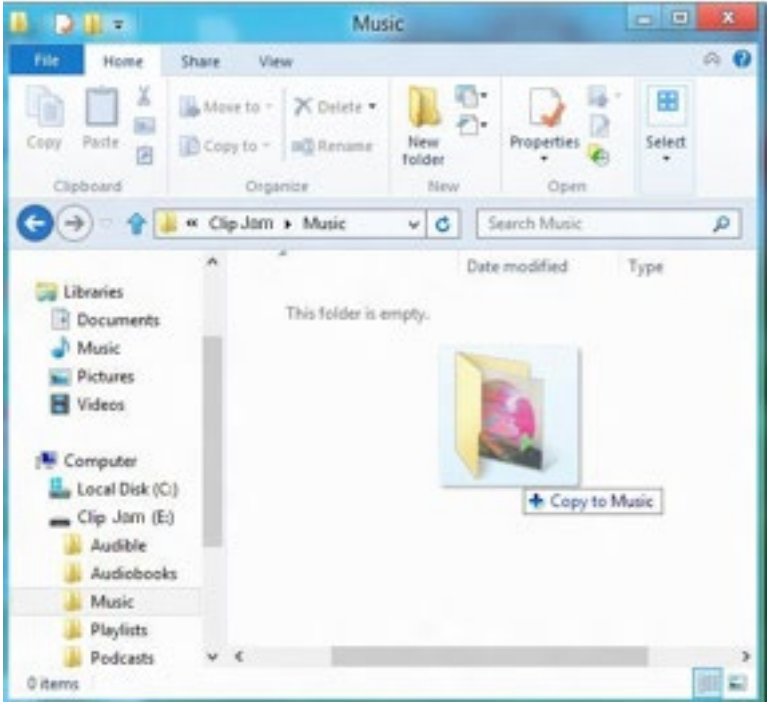 Music
File Home Share View
Copy Paste Move to Copy to Delete Rename New folder Properties Select
Clipboard Organize New Open
« Clip Jam Music Search Music
Date modified Type
This folder is empty.
Libraries
Documents
Music
Pictures
Videos
Computer
Local Disk (C:)
Clip Jam (E:)
Audible
Audiobooks
Music
Playlists
Podcasts
Copy to Music
0 items